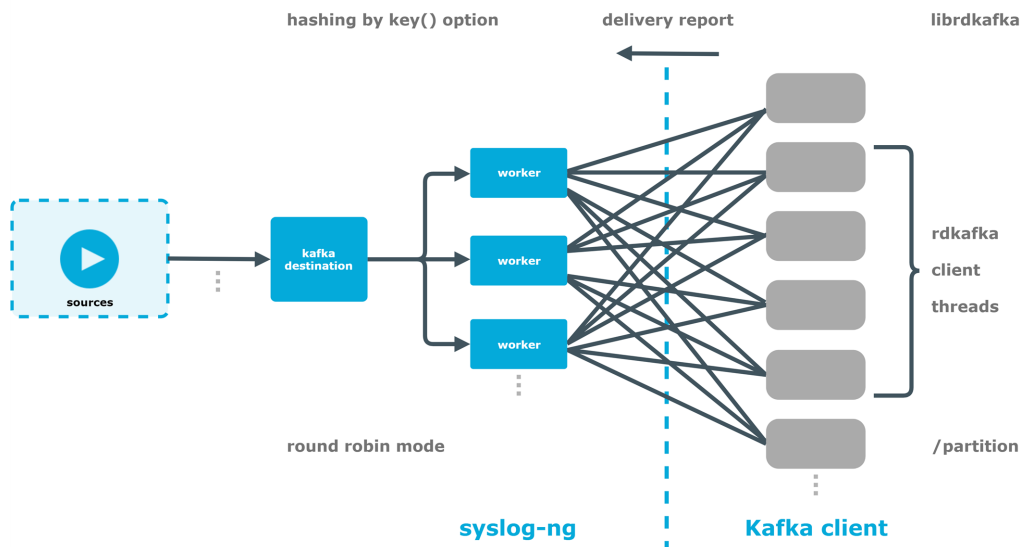 hashing by key() option
delivery report
librdkafka
worker
sources
kafka
destination
worker
worker
rdkafka
client
threads
round robin mode
/partition
syslog-ng
Kafka client